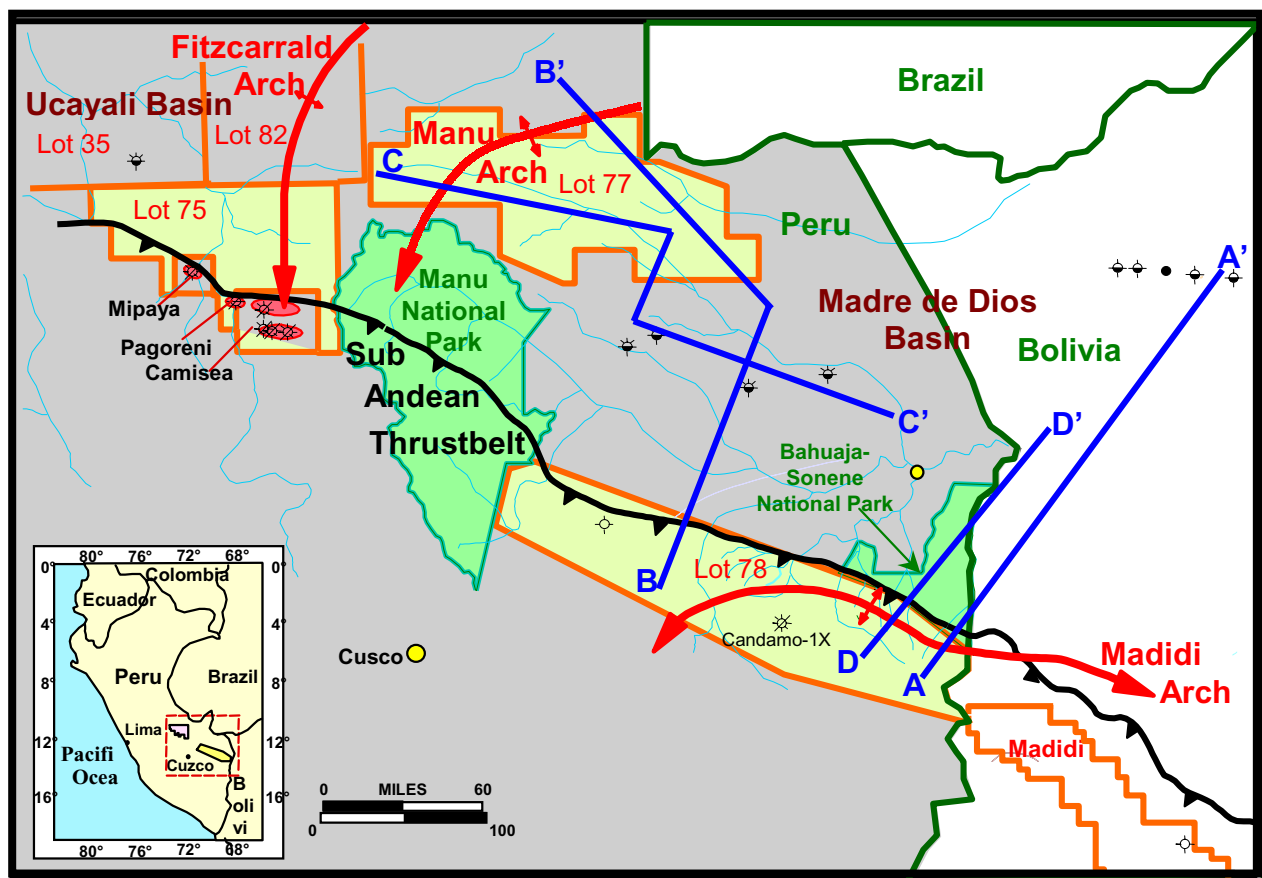 Fitzcarrald
Arch
Ucayali Basin
Lot 35
Lot 82
B’
Manu
Arch
C
Lot 77
Brazil
Lot 75
Peru
A’
Manu
National
Park
Mipaya
Pagoreni
Camisea
Madre de Dios
Basin
Bolivia
Sub
Andean
Thrustbelt
C’
D’
Bahuaja-
Sonene
National Park
B
Lot 78
Candamo-1X
D
A
Madidi
Arch
Madidi
Cusco
80° 76° 72° 68°
0° 0°
Colombia
Ecuador
4° 4°
Peru
Brazil
8° 8°
Lima
12° 12°
Pacifi
Ocea
Cuzco
B
oli
vi
16° 16°
80° 76° 72° 68°
0 MILES 60
0 100